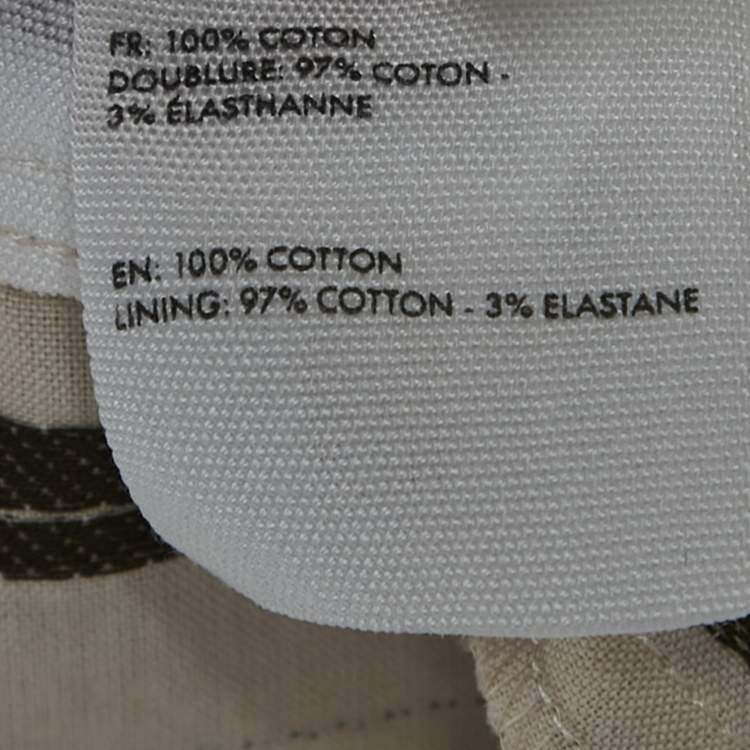 FR: 100% COTON
DOUBLURE: 97% COTON -
3% ÉLASTHANNE
EN: 100% COTTON
LINING: 97% COTTON - 3% ELASTANE